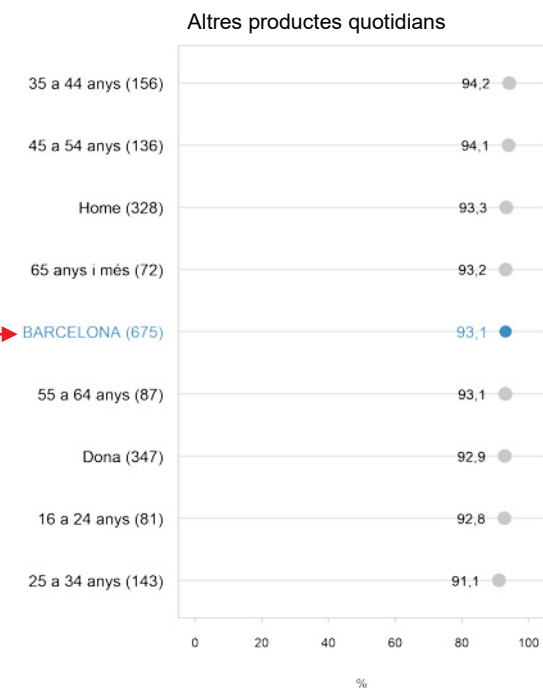 Altres productes quotidians
35 a 44 anys (156) 94,2
45 a 54 anys (136) 94,1
Home (328) 93,3
65 anys i més (72) 93,2
BARCELONA (675) 93,1
55 a 64 anys (87) 93,1
Dona (347) 92,9
16 a 24 anys (81) 92,8
25 a 34 anys (143) 91,1
0 20 40 60 80 100
%